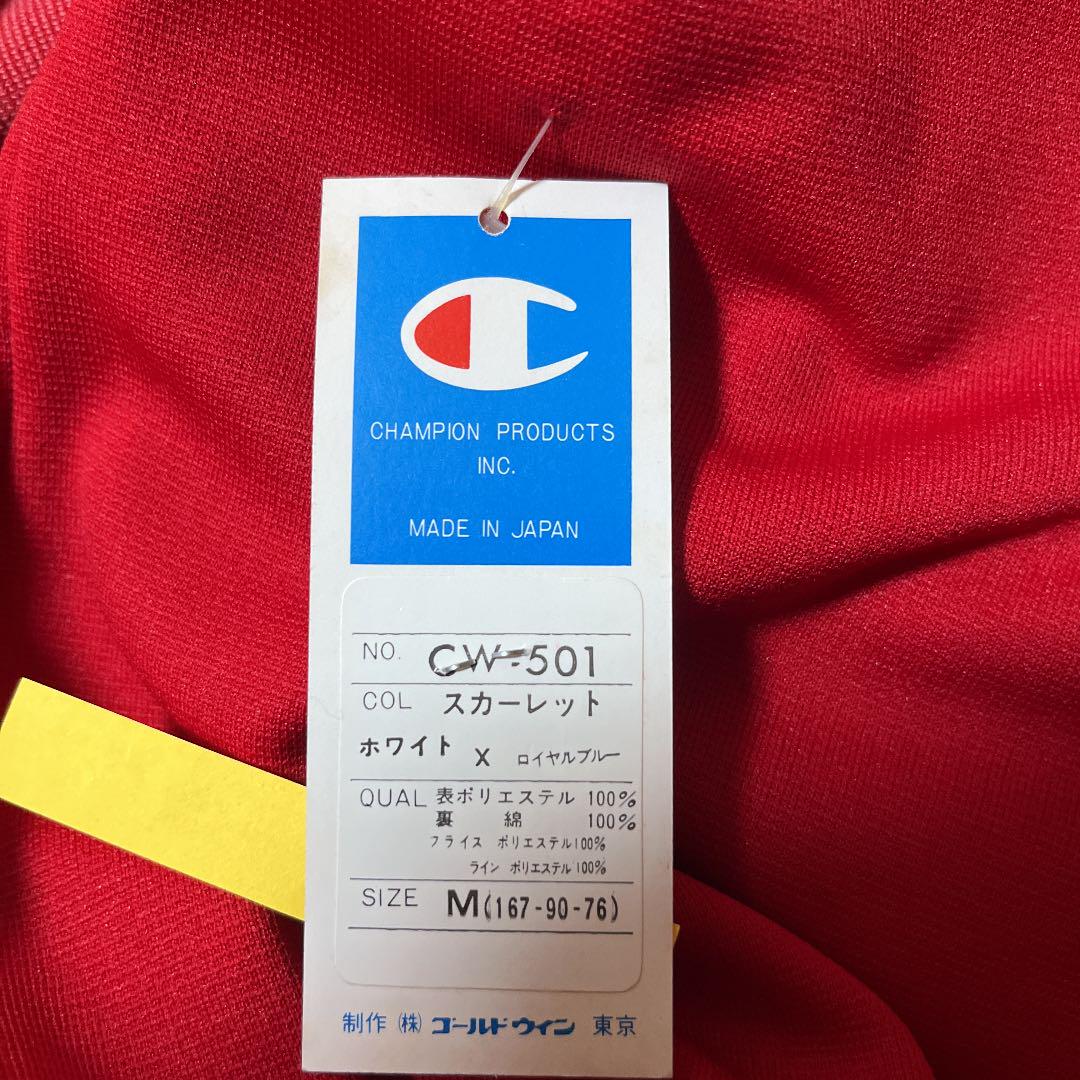 CHAMPION PRODUCTS
INC.
MADE IN JAPAN
NO. CW-501
COL スカーレット
ホワイト X ロイヤルブルー
QUAL 表ポリエステル 100%
裏 綿 100%
フライス ポリエステル100%
ライン ポリエステル100%
SIZE M(167-90-76)
制作 (株) ゴールドウイン 東京